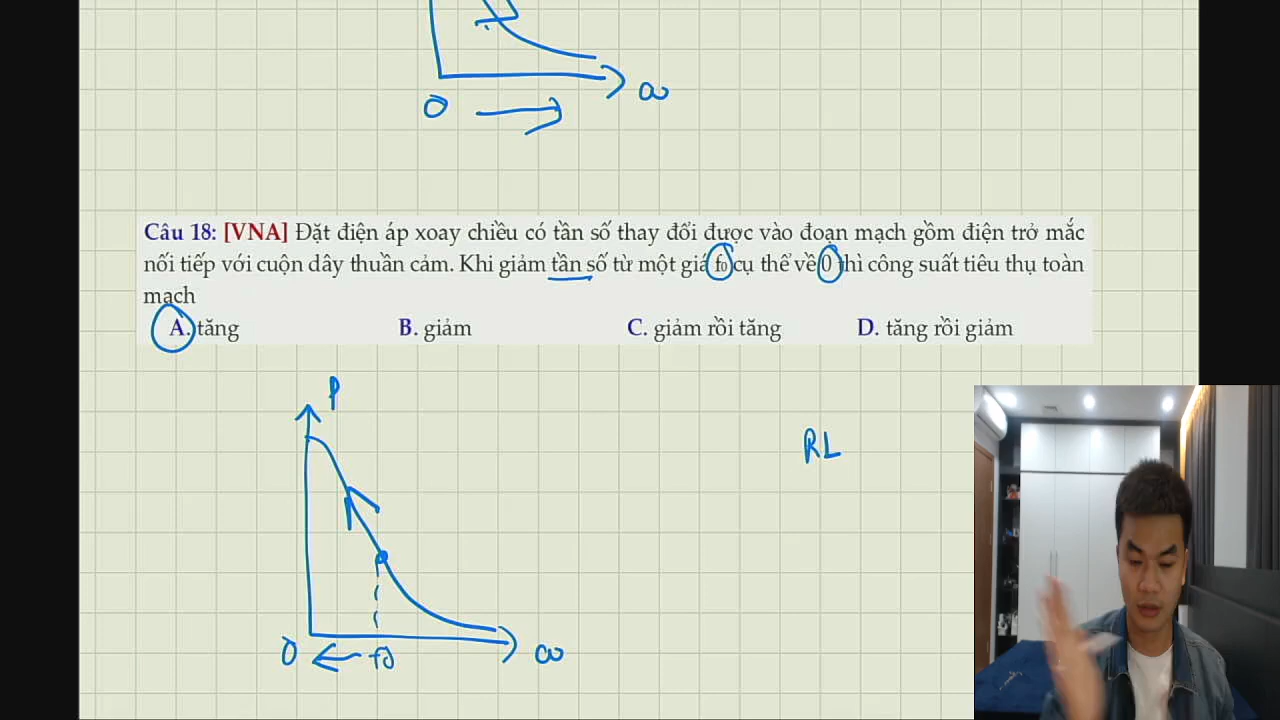 0
∞
Câu 18: [VNA] Đặt điện áp xoay chiều có tần số thay đổi được vào đoạn mạch gồm điện trở mắc
nối tiếp với cuộn dây thuần cảm. Khi giảm tần số từ một giá f₀ cụ thể về 0 thì công suất tiêu thụ toàn
mạch
A. tăng B. giảm C. giảm rồi tăng D. tăng rồi giảm
P
RL
0 f0 ∞